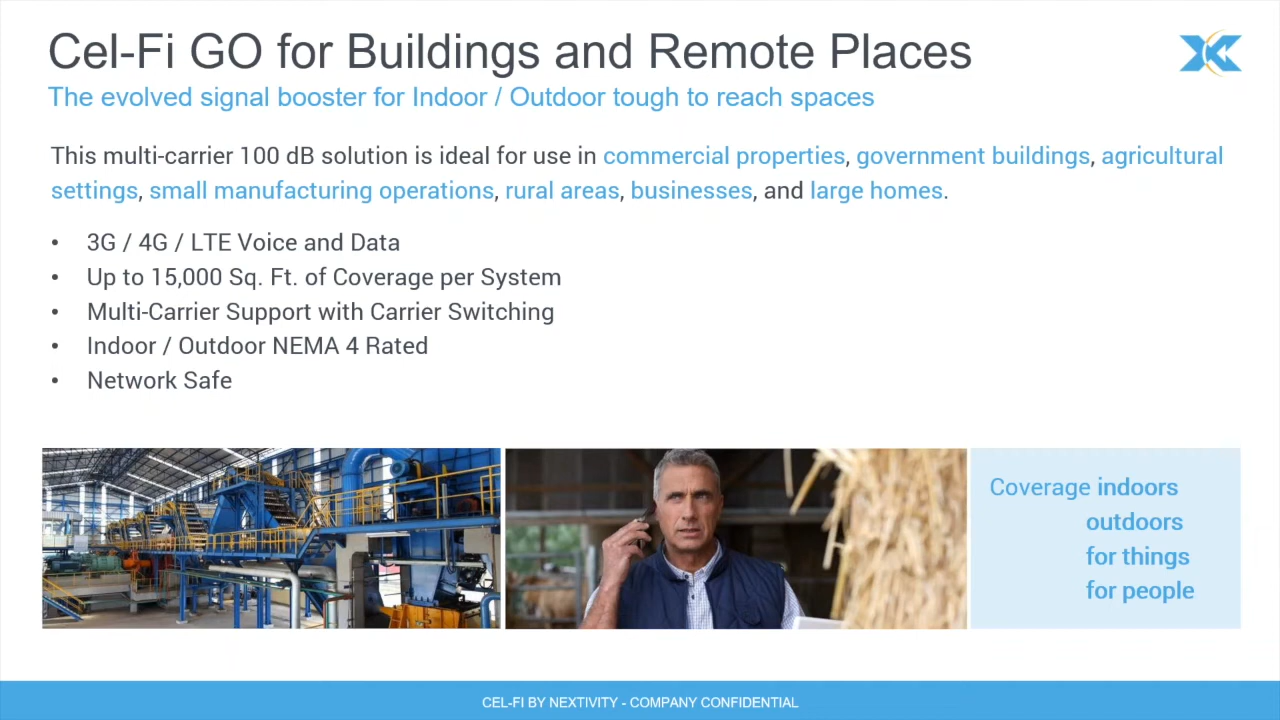 Cel-Fi GO for Buildings and Remote Places
The evolved signal booster for Indoor / Outdoor tough to reach spaces
This multi-carrier 100 dB solution is ideal for use in commercial properties, government buildings, agricultural
settings, small manufacturing operations, rural areas, businesses, and large homes.
• 3G / 4G / LTE Voice and Data
• Up to 15,000 Sq. Ft. of Coverage per System
• Multi-Carrier Support with Carrier Switching
• Indoor / Outdoor NEMA 4 Rated
• Network Safe
Coverage indoors
outdoors
for things
for people
CEL-FI BY NEXTIVITY - COMPANY CONFIDENTIAL